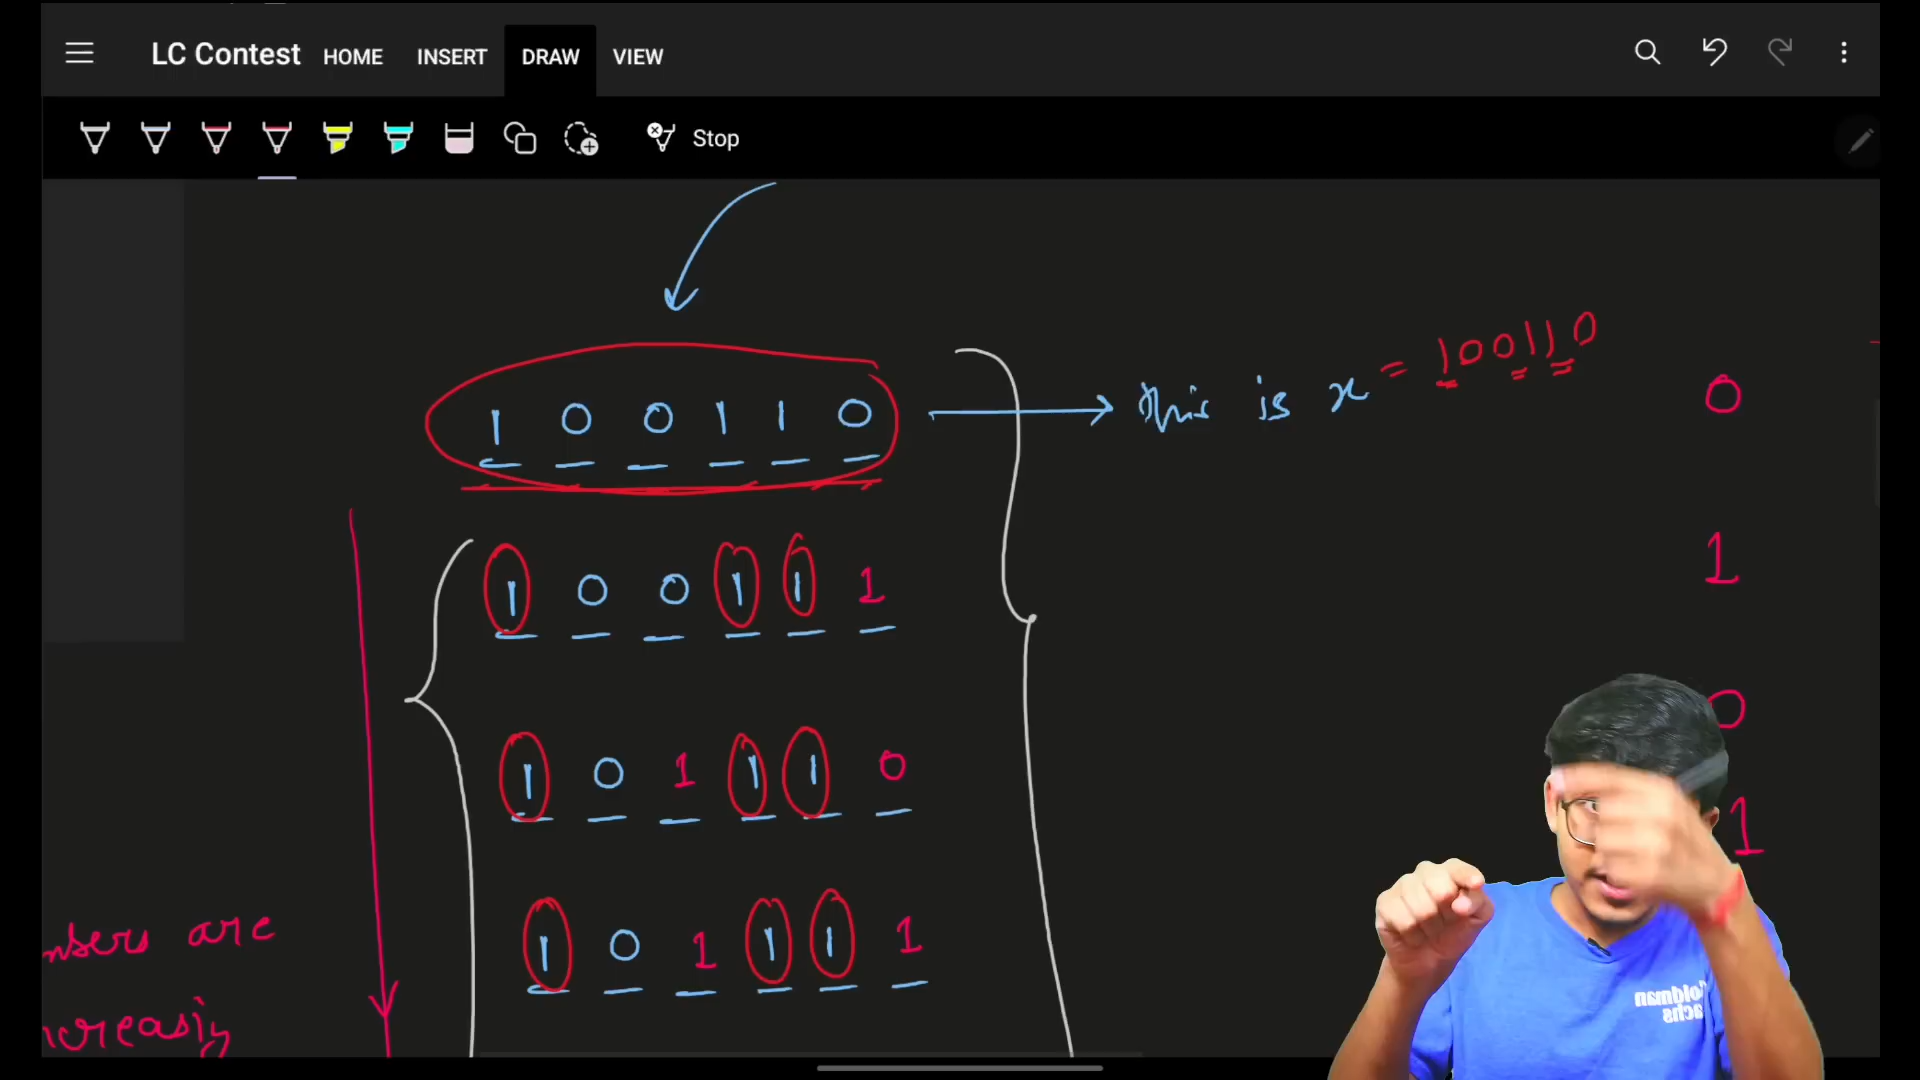 LC Contest HOME INSERT DRAW VIEW
Stop
1 0 0 1 1 0 This is x = 100110
0
1 0 0 1 1 1
1
1 0 1 1 1 0
0
1 0 1 1 1 1
1
are